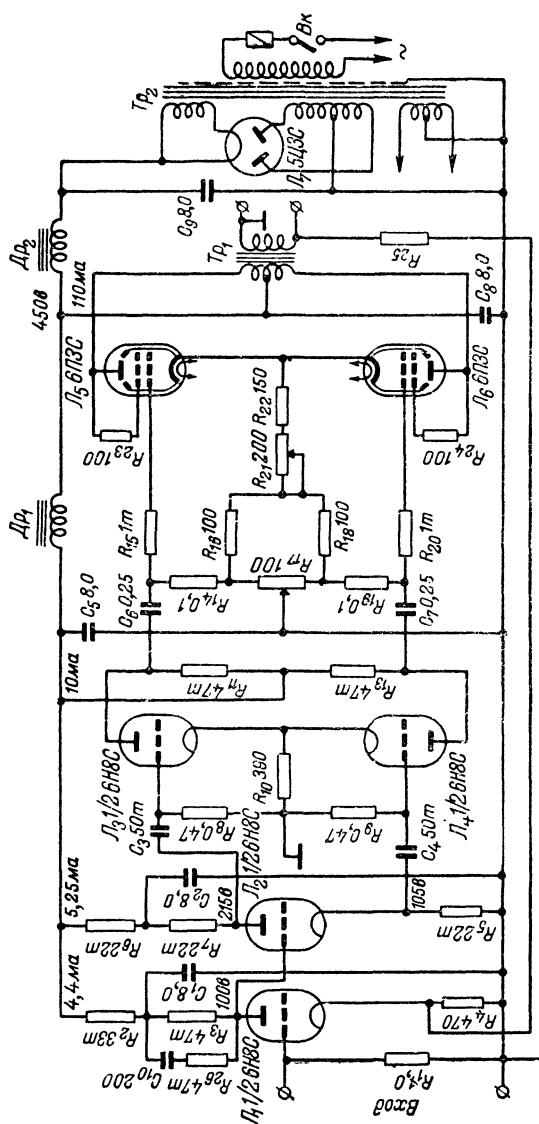 Вк
~
Тр2
Л7 5Ц3С
С9 8,0
Др2
450в
110ма
Тр1
R25
С8 8,0
Л5 6П3С
R23 100
R22 150
R21 200
Л6 6П3С
R24 100
Др1
R15 1т
R18 100
R18 100
R20 1т
R17 100
С5 8,0
С6 0,25
R14 0,1
R19 0,1
С7 0,25
10ма
R11 47т
R13 47т
Л3 1/2 6Н8С
R10 390
Л4 1/2 6Н8С
С3 50т
R8 0,47
R9 0,47
С4 50т
5,25ма
Л2 1/2 6Н8С
С2 8,0
R6 22т
R7 22т
215в
105в
R5 22т
4,4ма
С1 8,0
100в
R2 33т
R3 47т
R4 470
С10 200
R26 47т
Л1 1/2 6Н8С
R1 1,0
Вход